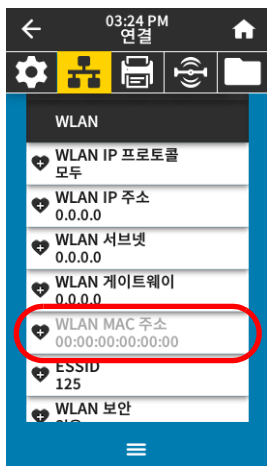 03:24 PM
연결
WLAN
WLAN IP 프로토콜
모두
WLAN IP 주소
0.0.0.0
WLAN 서브넷
0.0.0.0
WLAN 게이트웨이
0.0.0.0
WLAN MAC 주소
00:00:00:00:00:00
ESSID
125
WLAN 보안